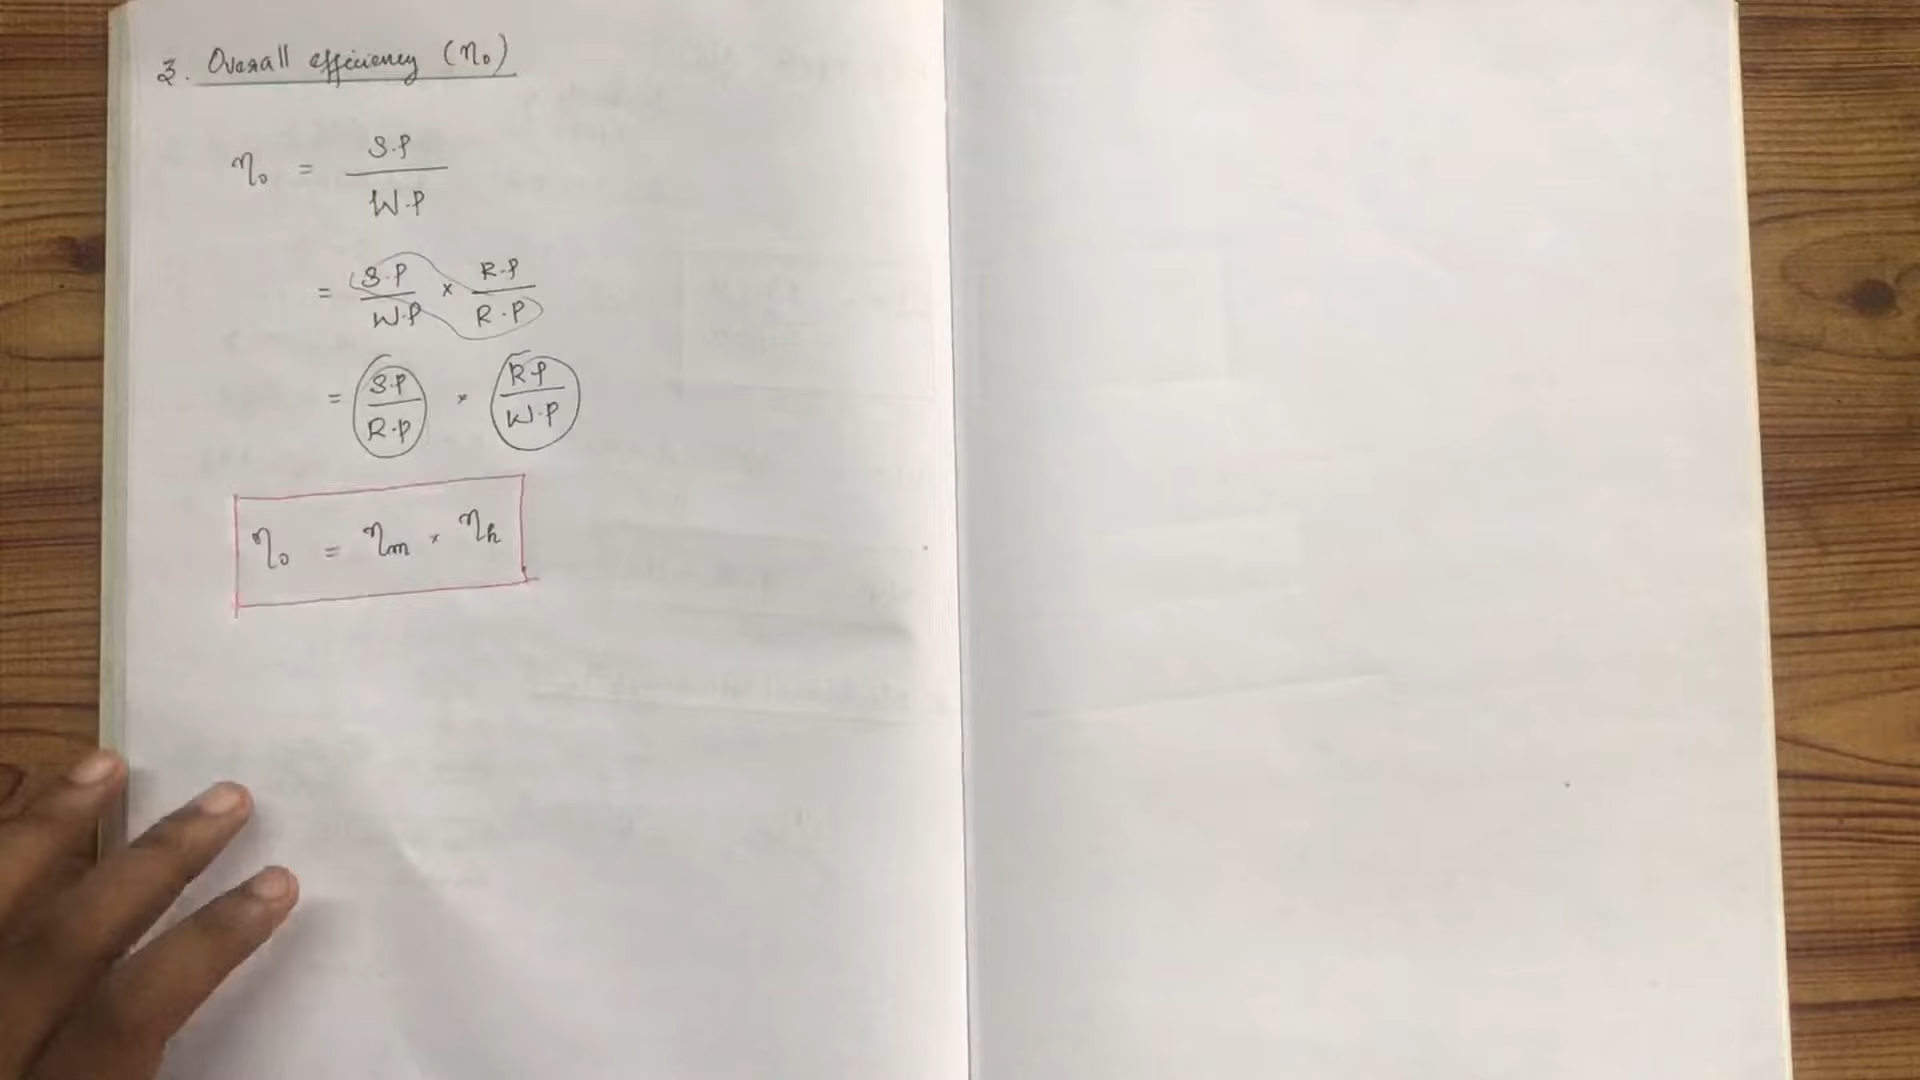 3. Overall efficiency (η₀)
η₀ = S.P / W.P
= S.P / W.P × R.P / R.P
= S.P / R.P × R.P / W.P
η₀ = ηm × ηh